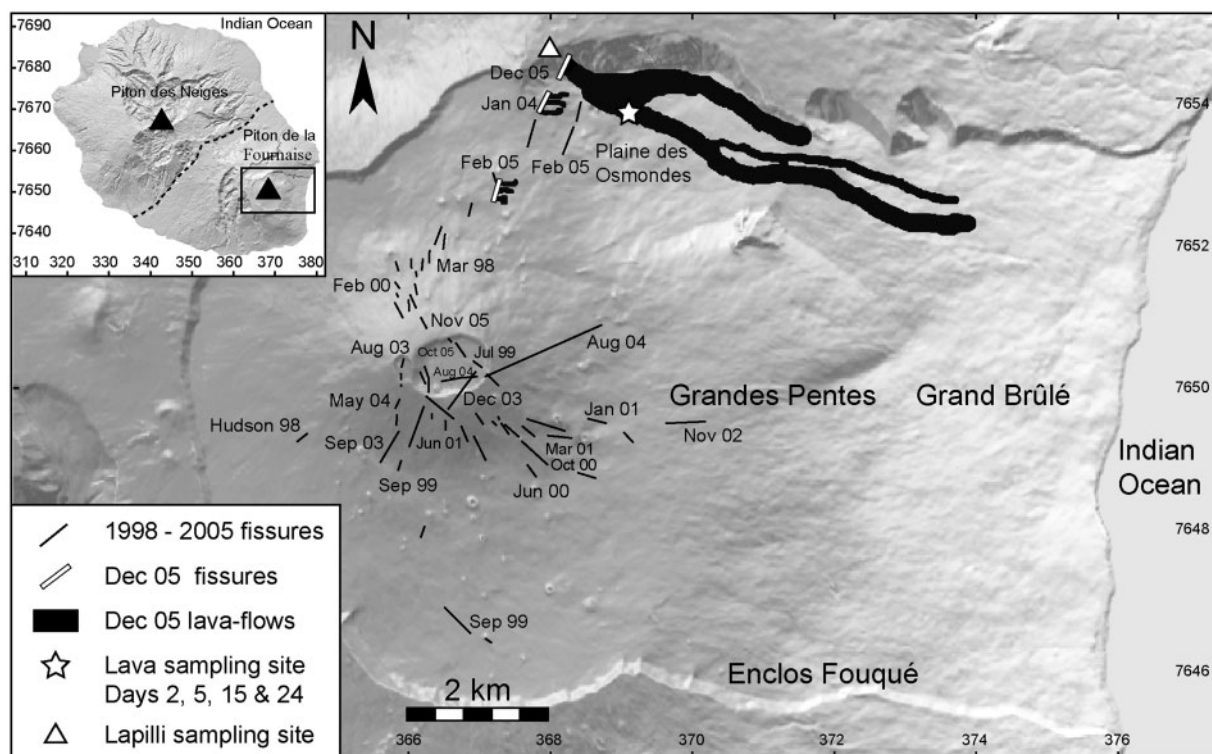 7690
7680
7670
7660
7650
7640
310 320 330 340 350 360 370 380
Indian Ocean
Piton des Neiges
Piton de la
Fournaise
N
Dec 05
Jan 04
Feb 05
Feb 05
Plaine des
Osmondes
Mar 98
Feb 00
Nov 05
Aug 03
Oct 05
Jul 99
Aug 04
Aug 04
May 04
Dec 03
Hudson 98
Sep 03
Jun 01
Jan 01
Nov 02
Mar 01
Oct 00
Sep 99
Jun 00
Grandes Pentes
Grand Brûlé
Indian
Ocean
Sep 99
Enclos Fouqué
2 km
7654
7652
7650
7648
7646
366 368 370 372 374 376
1998 - 2005 fissures
Dec 05 fissures
Dec 05 lava-flows
Lava sampling site
Days 2, 5, 15 & 24
Lapilli sampling site